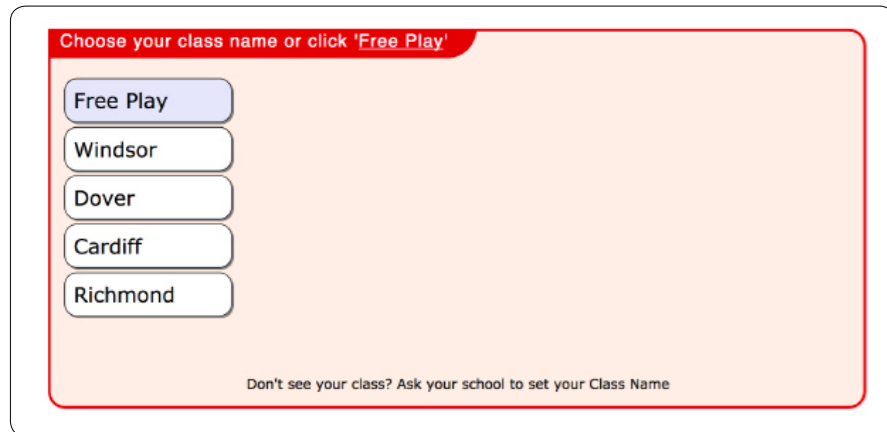 Choose your class name or click 'Free Play'
Free Play
Windsor
Dover
Cardiff
Richmond
Don't see your class? Ask your school to set your Class Name